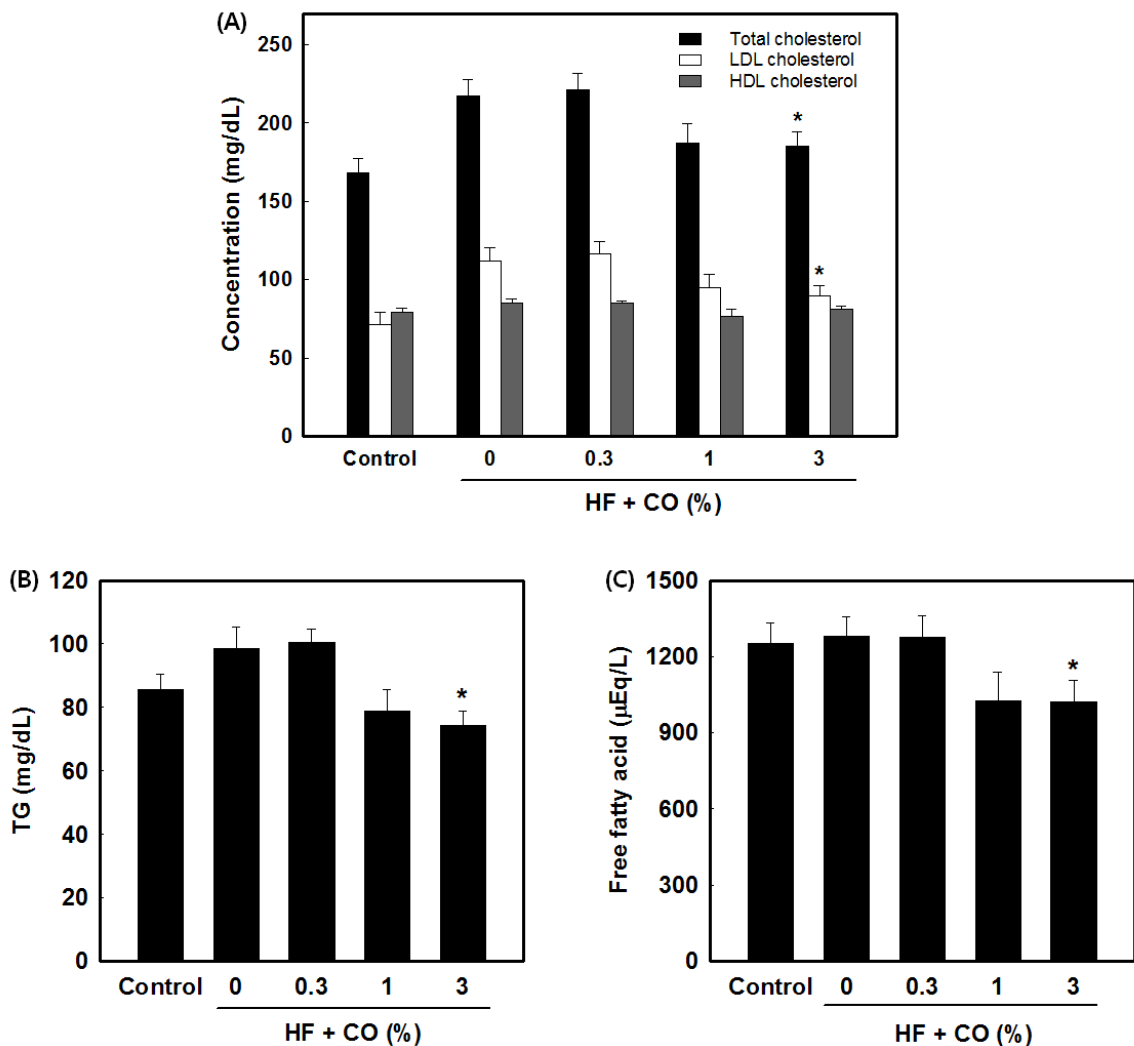 (A)
Concentration (mg/dL)
250
200
150
100
50
0
Total cholesterol
LDL cholesterol
HDL cholesterol
*
*
Control 0 0.3 1 3
HF + CO (%)
(B)
TG (mg/dL)
120
100
80
60
40
20
0
*
Control 0 0.3 1 3
HF + CO (%)
(C)
Free fatty acid (µEq/L)
1500
1200
900
600
300
0
*
Control 0 0.3 1 3
HF + CO (%)